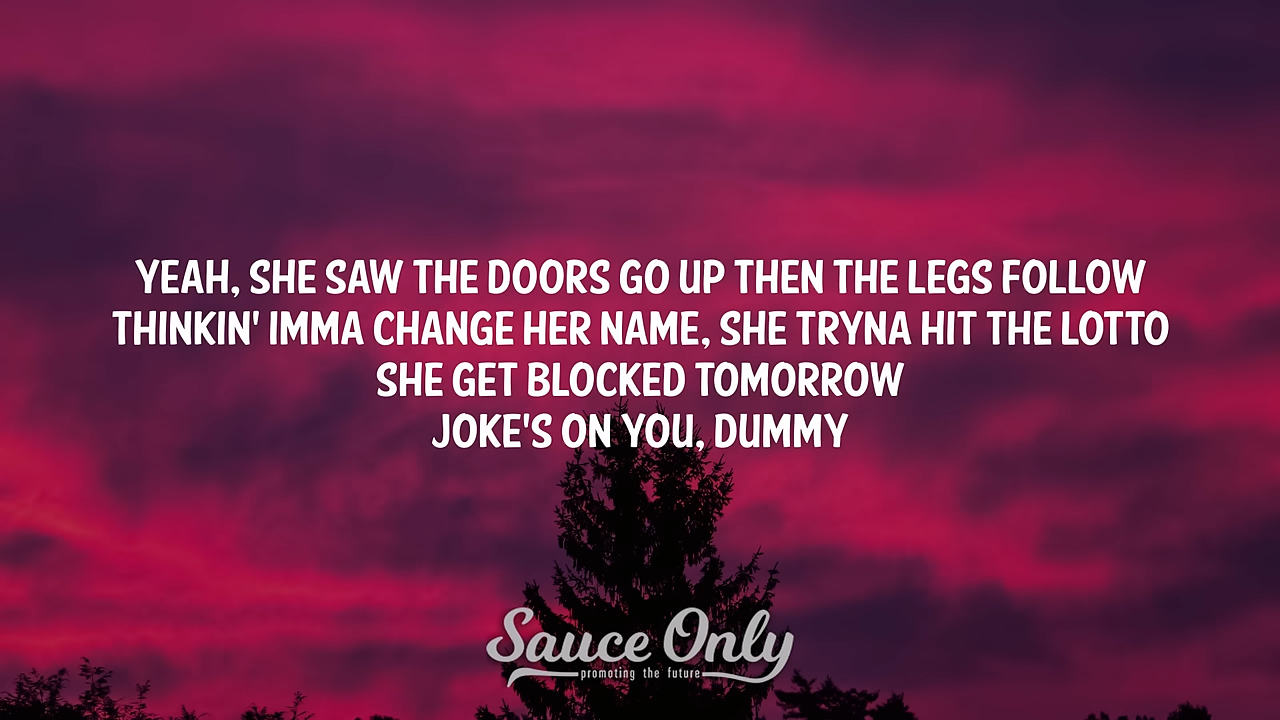 YEAH, SHE SAW THE DOORS GO UP THEN THE LEGS FOLLOW
THINKIN' IMMA CHANGE HER NAME, SHE TRYNA HIT THE LOTTO
SHE GET BLOCKED TOMORROW
JOKE'S ON YOU, DUMMY
Sauce Only
promoting the future